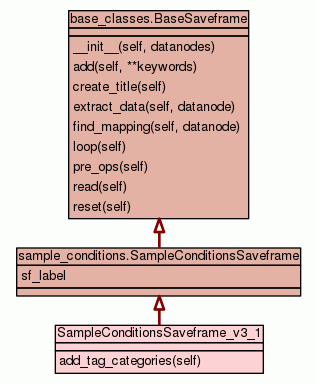 base_classes.BaseSaveframe
__init__(self, datanodes)
add(self, **keywords)
create_title(self)
extract_data(self, datanode)
find_mapping(self, datanode)
loop(self)
pre_ops(self)
read(self)
reset(self)
sample_conditions.SampleConditionsSaveframe
sf_label
SampleConditionsSaveframe_v3_1
add_tag_categories(self)